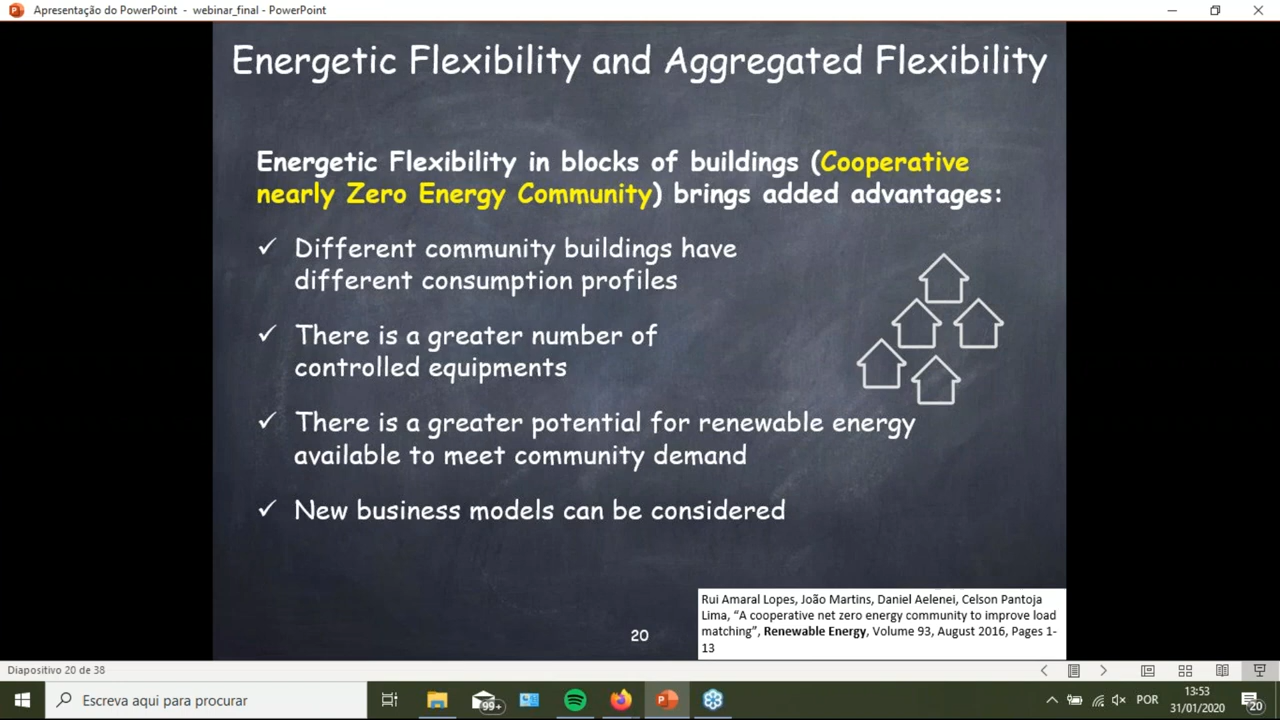 Apresentação do PowerPoint - webinar_final - PowerPoint
Energetic Flexibility and Aggregated Flexibility
Energetic Flexibility in blocks of buildings (Cooperative
nearly Zero Energy Community) brings added advantages:
✓ Different community buildings have
different consumption profiles
✓ There is a greater number of
controlled equipments
✓ There is a greater potential for renewable energy
available to meet community demand
✓ New business models can be considered
Rui Amaral Lopes, João Martins, Daniel Aelenei, Celson Pantoja
Lima, “A cooperative net zero energy community to improve load
matching”, Renewable Energy, Volume 93, August 2016, Pages 1-
13
20
Diapositivo 20 de 38
Escreva aqui para procurar
99+
POR
13:53
31/01/2020
20